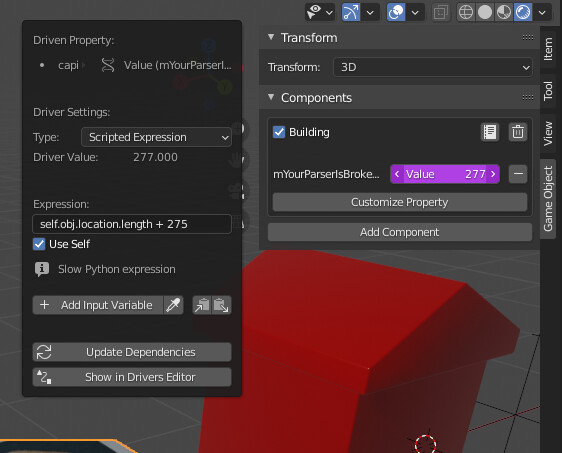 Driven Property:
capi
Value (mYourParserI...
Driver Settings:
Type: Scripted Expression
Driver Value: 277.000
Expression:
self.obj.location.length + 275
Use Self
Slow Python expression
Add Input Variable
Update Dependencies
Show in Drivers Editor
Transform
Transform: 3D
Components
Building
mYourParserIsBroke... Value 277
Customize Property
Add Component
Item
Tool
View
Game Object